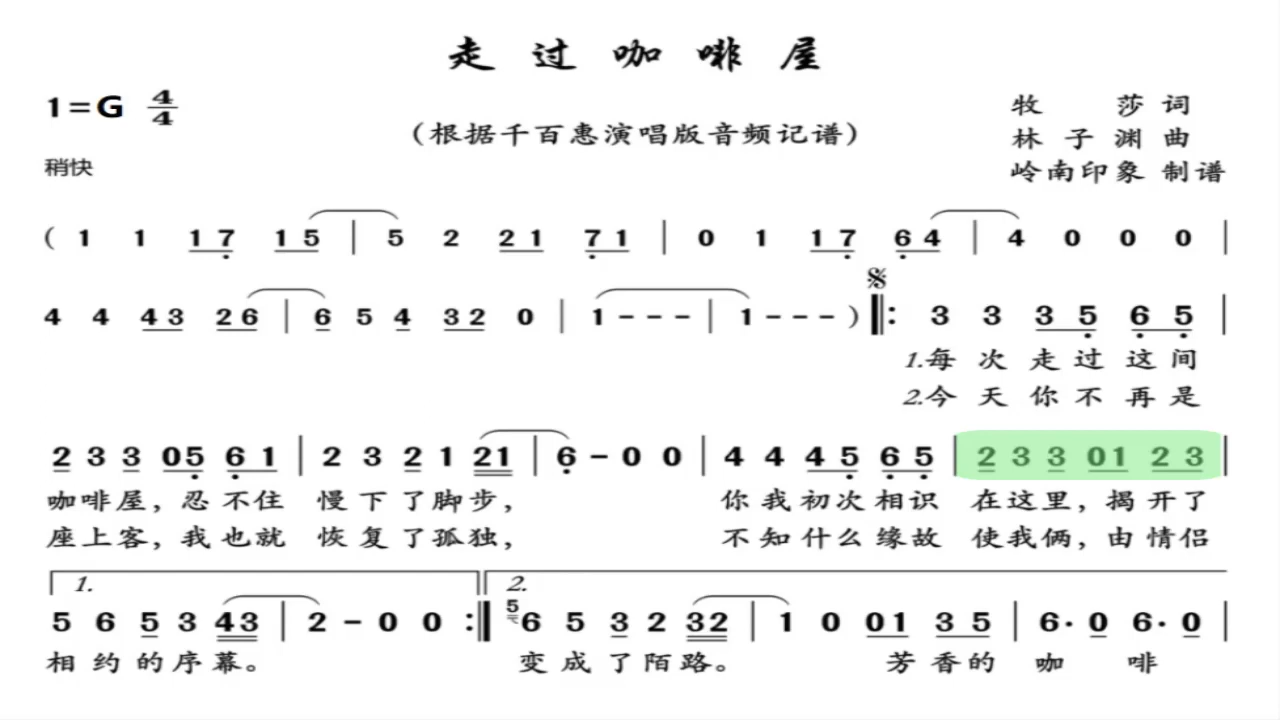 走过咖啡屋
1=G 4/4
(根据千百惠演唱版音频记谱)
牧 莎 词
林子渊 曲
岭南印象 制谱
稍快
( 1 1 1 7 1 5 | 5 2 2 1 7 1 | 0 1 1 7 6 4 | 4 0 0 0 |
4 4 4 3 2 6 | 6 5 4 3 2 0 | 1 - - - | 1 - - - ) 𝄋 ‖: 3 3 3 5 6 5 |
1.每次走过这间
2.今天你不再是
2 3 3 0 5 6 1 | 2 3 2 1 2 1 | 6 - 0 0 | 4 4 4 5 6 5 | 2 3 3 0 1 2 3 |
咖啡屋,忍不住 慢下了脚步, 你我初次相识 在这里,揭开了
座上客,我也就 恢复了孤独, 不知什么缘故 使我俩,由情侣
1. 2.
5 6 5 3 4 3 | 2 - 0 0 :‖ 5 6 5 3 2 3 2 | 1 0 0 1 3 5 | 6· 0 6· 0 |
相约的序幕。 变成了陌路。 芳香的咖 啡